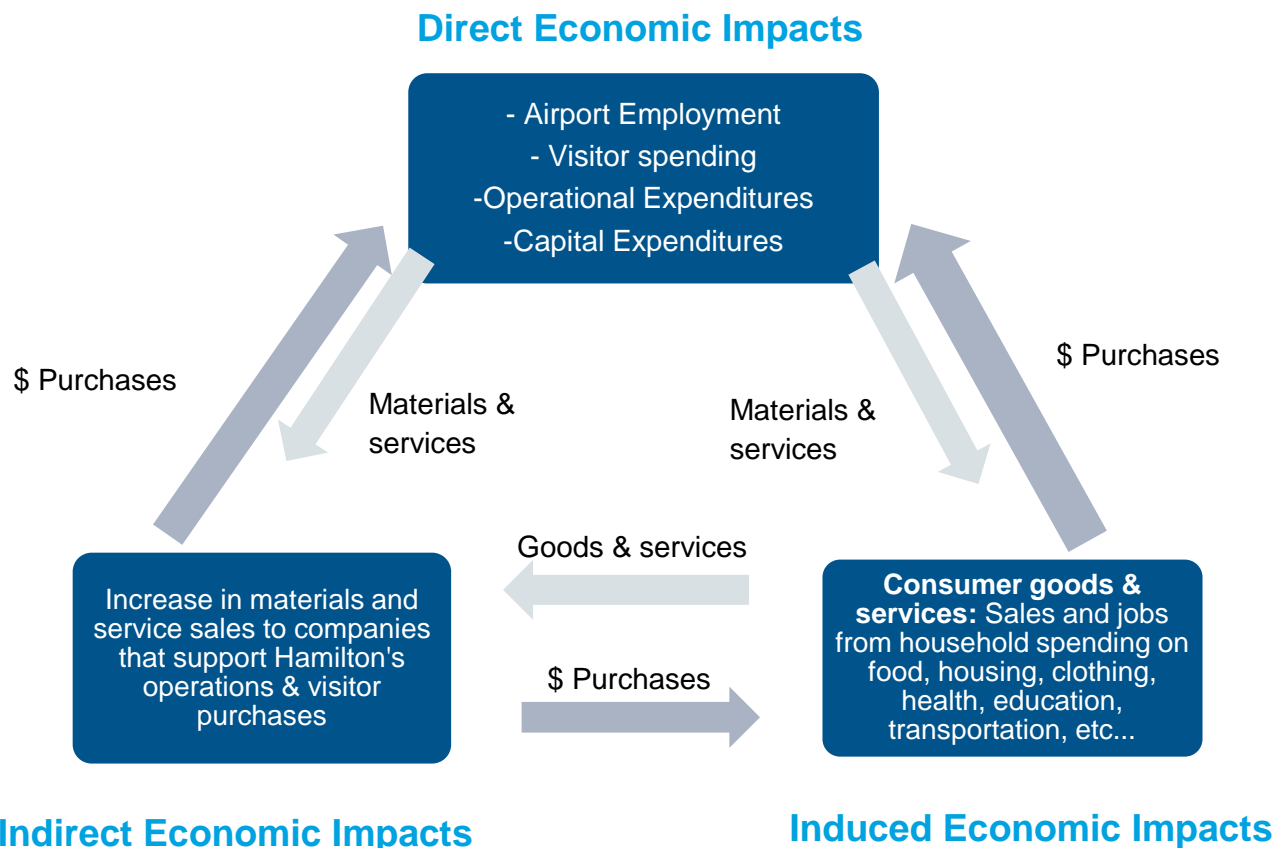 Direct Economic Impacts
- Airport Employment
- Visitor spending
-Operational Expenditures
-Capital Expenditures
$ Purchases
$ Purchases
Materials &
services
Materials &
services
Goods & services
Increase in materials and
service sales to companies
that support Hamilton's
operations & visitor
purchases
$ Purchases
Consumer goods &
services: Sales and jobs
from household spending on
food, housing, clothing,
health, education,
transportation, etc...
Indirect Economic Impacts
Induced Economic Impacts